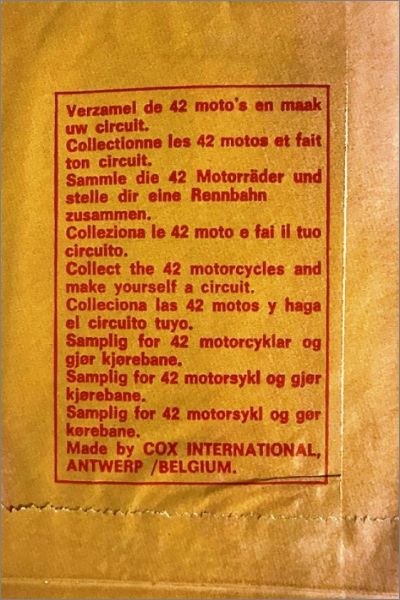 Verzamel de 42 moto's en maak
uw circuit.
Collectionne les 42 motos et fait
ton circuit.
Sammle die 42 Motorräder und
stelle dir eine Rennbahn
zusammen.
Colleziona le 42 moto e fai il tuo
circuito.
Collect the 42 motorcycles and
make yourself a circuit.
Colleciona las 42 motos y haga
el circuito tuyo.
Samplig for 42 motorcyklar og
gjør kjørebane.
Samplig for 42 motorsykl og gjør
kjørebane.
Samplig for 42 motorsykl og gør
kørebane.
Made by COX INTERNATIONAL,
ANTWERP /BELGIUM.